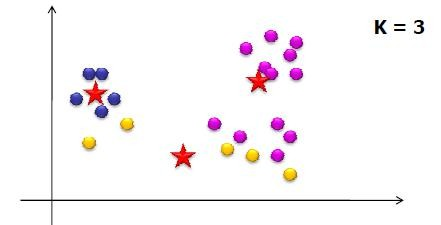 K = 3